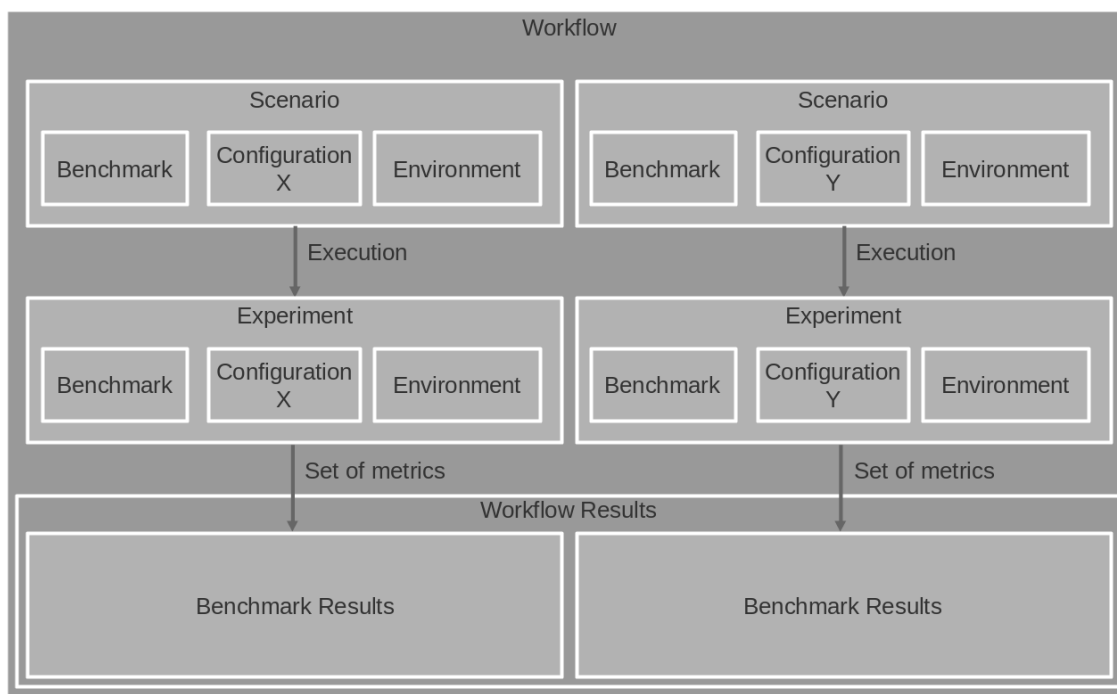 Workflow
Scenario
Benchmark
Configuration
X
Environment
Scenario
Benchmark
Configuration
Y
Environment
Execution
Execution
Experiment
Benchmark
Configuration
X
Environment
Experiment
Benchmark
Configuration
Y
Environment
Set of metrics
Set of metrics
Workflow Results
Benchmark Results
Benchmark Results